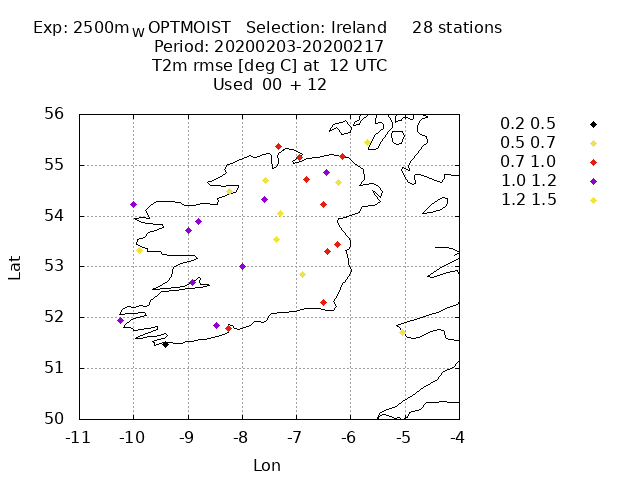 Exp: 2500m_W OPTMOIST Selection: Ireland 28 stations
Period: 20200203-20200217
T2m rmse [deg C] at 12 UTC
Used 00 + 12
0.2 0.5
0.5 0.7
0.7 1.0
1.0 1.2
1.2 1.5
56
55
54
53
52
51
50
Lat
-11 -10 -9 -8 -7 -6 -5 -4
Lon